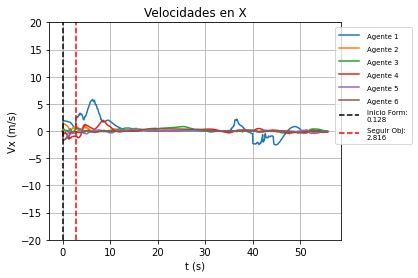 Velocidades en X
Vx (m/s)
20
15
10
5
0
−5
−10
−15
−20
0
10
20
30
40
50
t (s)
Agente 1
Agente 2
Agente 3
Agente 4
Agente 5
Agente 6
Inicio Form:
0.128
Seguir Obj:
2.816